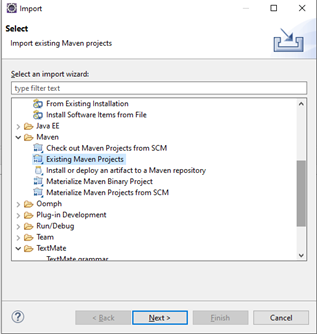 Import
Select
Import existing Maven projects
Select an import wizard:
type filter text
From Existing Installation
Install Software Items from File
Java EE
Maven
Check out Maven Projects from SCM
Existing Maven Projects
Install or deploy an artifact to a Maven repository
Materialize Maven Binary Project
Materialize Maven Projects from SCM
Oomph
Plug-in Development
Run/Debug
Team
TextMate
TextMate grammars
? < Back Next > Finish Cancel